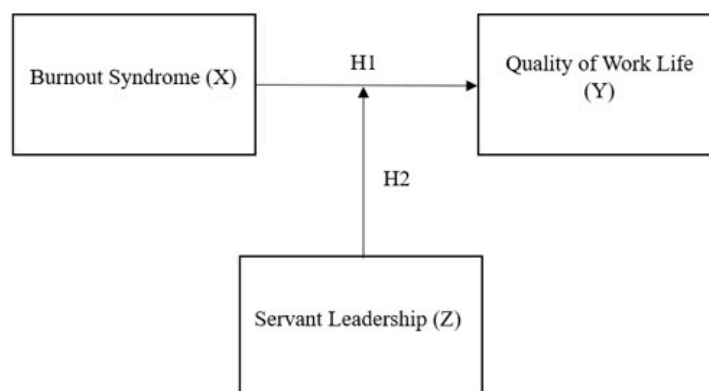 Burnout Syndrome (X)
H1
Quality of Work Life
(Y)
H2
Servant Leadership (Z)